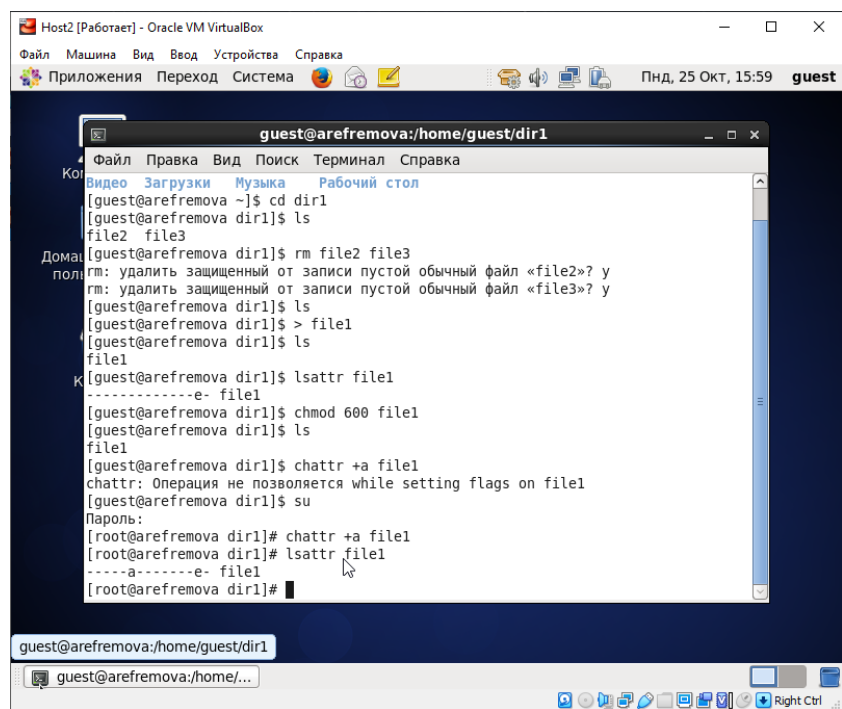 Host2 [Работает] - Oracle VM VirtualBox
Файл Машина Вид Ввод Устройства Справка
Приложения Переход Система Пнд, 25 Окт, 15:59 guest
guest@arefremova:/home/guest/dir1
Файл Правка Вид Поиск Терминал Справка
Видео Загрузки Музыка Рабочий стол
[guest@arefremova ~]$ cd dir1
[guest@arefremova dir1]$ ls
file2 file3
[guest@arefremova dir1]$ rm file2 file3
rm: удалить защищенный от записи пустой обычный файл «file2»? y
rm: удалить защищенный от записи пустой обычный файл «file3»? y
[guest@arefremova dir1]$ ls
[guest@arefremova dir1]$ > file1
[guest@arefremova dir1]$ ls
file1
[guest@arefremova dir1]$ lsattr file1
-------------e- file1
[guest@arefremova dir1]$ chmod 600 file1
[guest@arefremova dir1]$ ls
file1
[guest@arefremova dir1]$ chattr +a file1
chattr: Операция не позволяется while setting flags on file1
[guest@arefremova dir1]$ su
Пароль:
[root@arefremova dir1]# chattr +a file1
[root@arefremova dir1]# lsattr file1
-----a-------e- file1
[root@arefremova dir1]#
guest@arefremova:/home/guest/dir1
guest@arefremova:/home/...
Right Ctrl